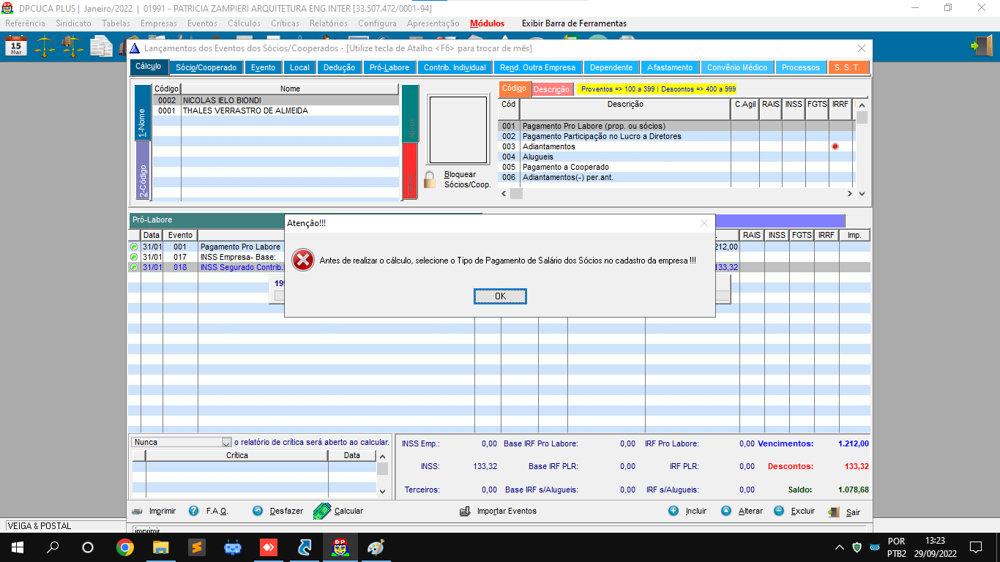 DPCUCA PLUS| Janeiro/2022 | 01991 - PATRICIA ZAMPIERI ARQUITETURA ENG INTER [33.507.472/0001-94]
Referência Sindicato Tabelas Empresas Eventos Cálculos Críticas Relatórios Configura Apresentação Módulos Exibir Barra de Ferramentas
15
Mar
Lançamentos dos Eventos dos Sócios/Cooperados - [Utilize tecla de Atalho <F6> para trocar de mês]
Cálculo Sócio/Cooperado Evento Local Dedução Pró-Labore Contrib. Individual Rend. Outra Empresa Dependente Afastamento Convênio Médico Processos S. S. T.
1-Nome
2-Código
Código Nome
0002 NICOLAS IELO BIONDI
0001 THALES VERRASTRO DE ALMEIDA
Ativos
Bloquear
Sócios/Coop.
Código Descrição Proventos => 100 a 399 | Descontos => 400 a 999
Cód Descrição C.Agil RAIS INSS FGTS IRRF
001 Pagamento Pro Labore (prop. ou sócios)
002 Pagamento Participação no Lucro a Diretores
003 Adiantamentos
004 Alugueis
005 Pagamento a Cooperado
006 Adiantamentos(-) per.ant.
Pró-Labore
Data Evento RAIS INSS FGTS IRRF Imp.
31/01 001 Pagamento Pro Labore 212,00
31/01 017 INSS Empresa- Base:
31/01 018 INSS Segurado Contrib. 133,32
199
Atenção!!!
Antes de realizar o cálculo, selecione o Tipo de Pagamento de Salário dos Sócios no cadastro da empresa !!!
OK
Nunca o relatório de crítica será aberto ao calcular.
Crítica Data
INSS Emp.: 0,00 Base IRF Pro Labore: 0,00 IRF Pro Labore: 0,00 Vencimentos: 1.212,00
INSS: 133,32 Base IRF PLR: 0,00 IRF PLR: 0,00 Descontos: 133,32
Terceiros: 0,00 Base IRF s/Alugueis: 0,00 IRF s/Alugueis: 0,00 Saldo: 1.078,68
Imprimir F.A.Q. Desfazer Calcular Importar Eventos Incluir Alterar Excluir Sair
VEIGA & POSTAL
imprimir
DP
POR
PTB2
13:23
29/09/2022